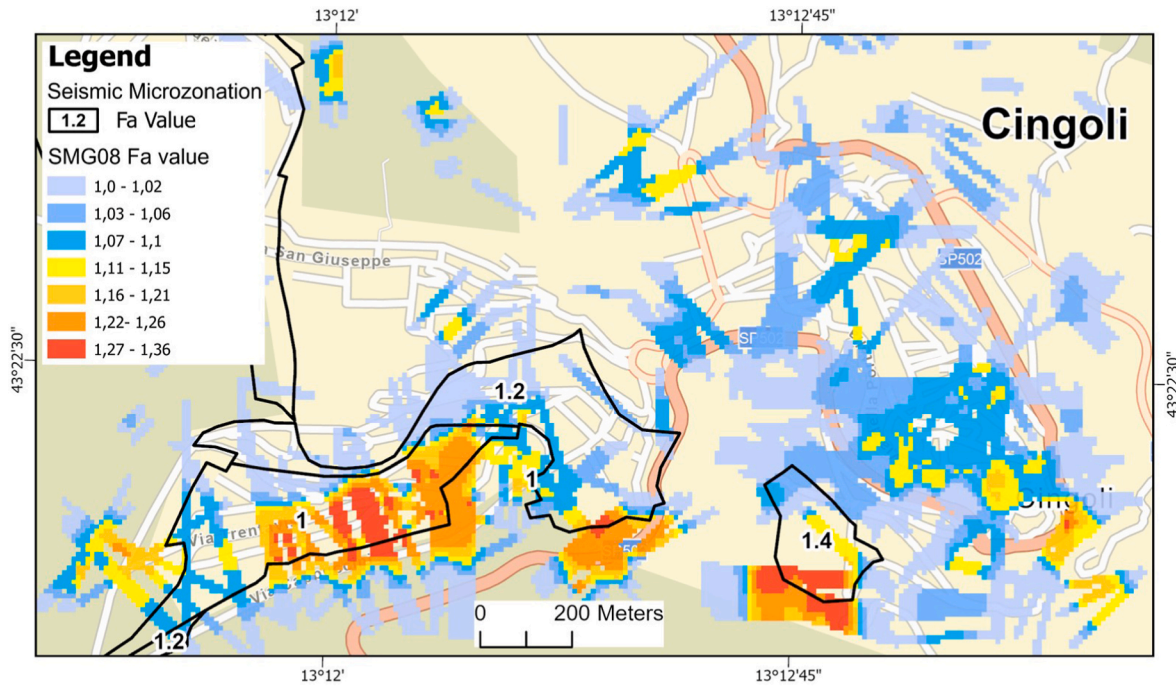 13°12'
13°12'45"
Legend
Seismic Microzonation
1.2 Fa Value
SMG08 Fa value
1,0 - 1,02
1,03 - 1,06
1,07 - 1,1
1,11 - 1,15
1,16 - 1,21
1,22- 1,26
1,27 - 1,36
Cingoli
San Giuseppe
SP502
43°22'30"
43°22'30"
1.2
1
Cingoli
1
Via Tren
1.4
0 200 Meters
1.2
13°12'
13°12'45"